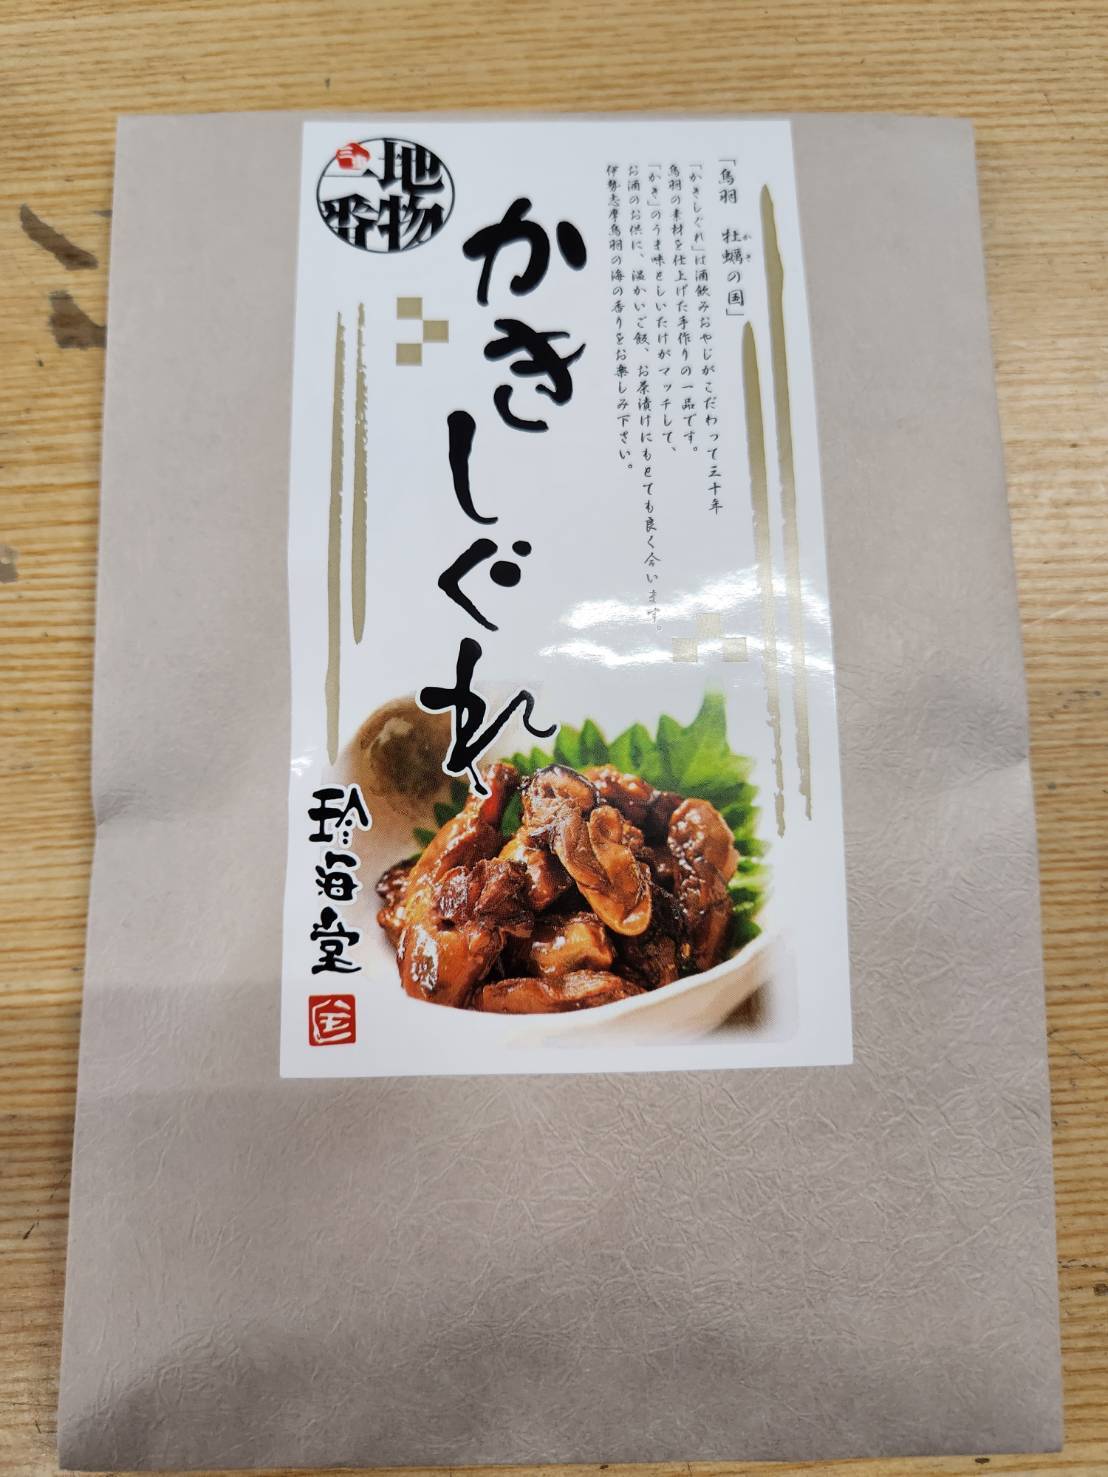 「鳥羽 牡蠣の国」
かき
「かきしぐれ」は酒飲みおやじがこだわって三十年
鳥羽の素材を仕上げた手作りの一品です。
「かき」のうま味としいたけがマッチして、
お酒のお供に、温かいご飯、お茶漬けにもとても良く合います。
伊勢志摩鳥羽の海の香りをお楽しみ下さい。
かきしぐれ
地物
一番
珍海堂